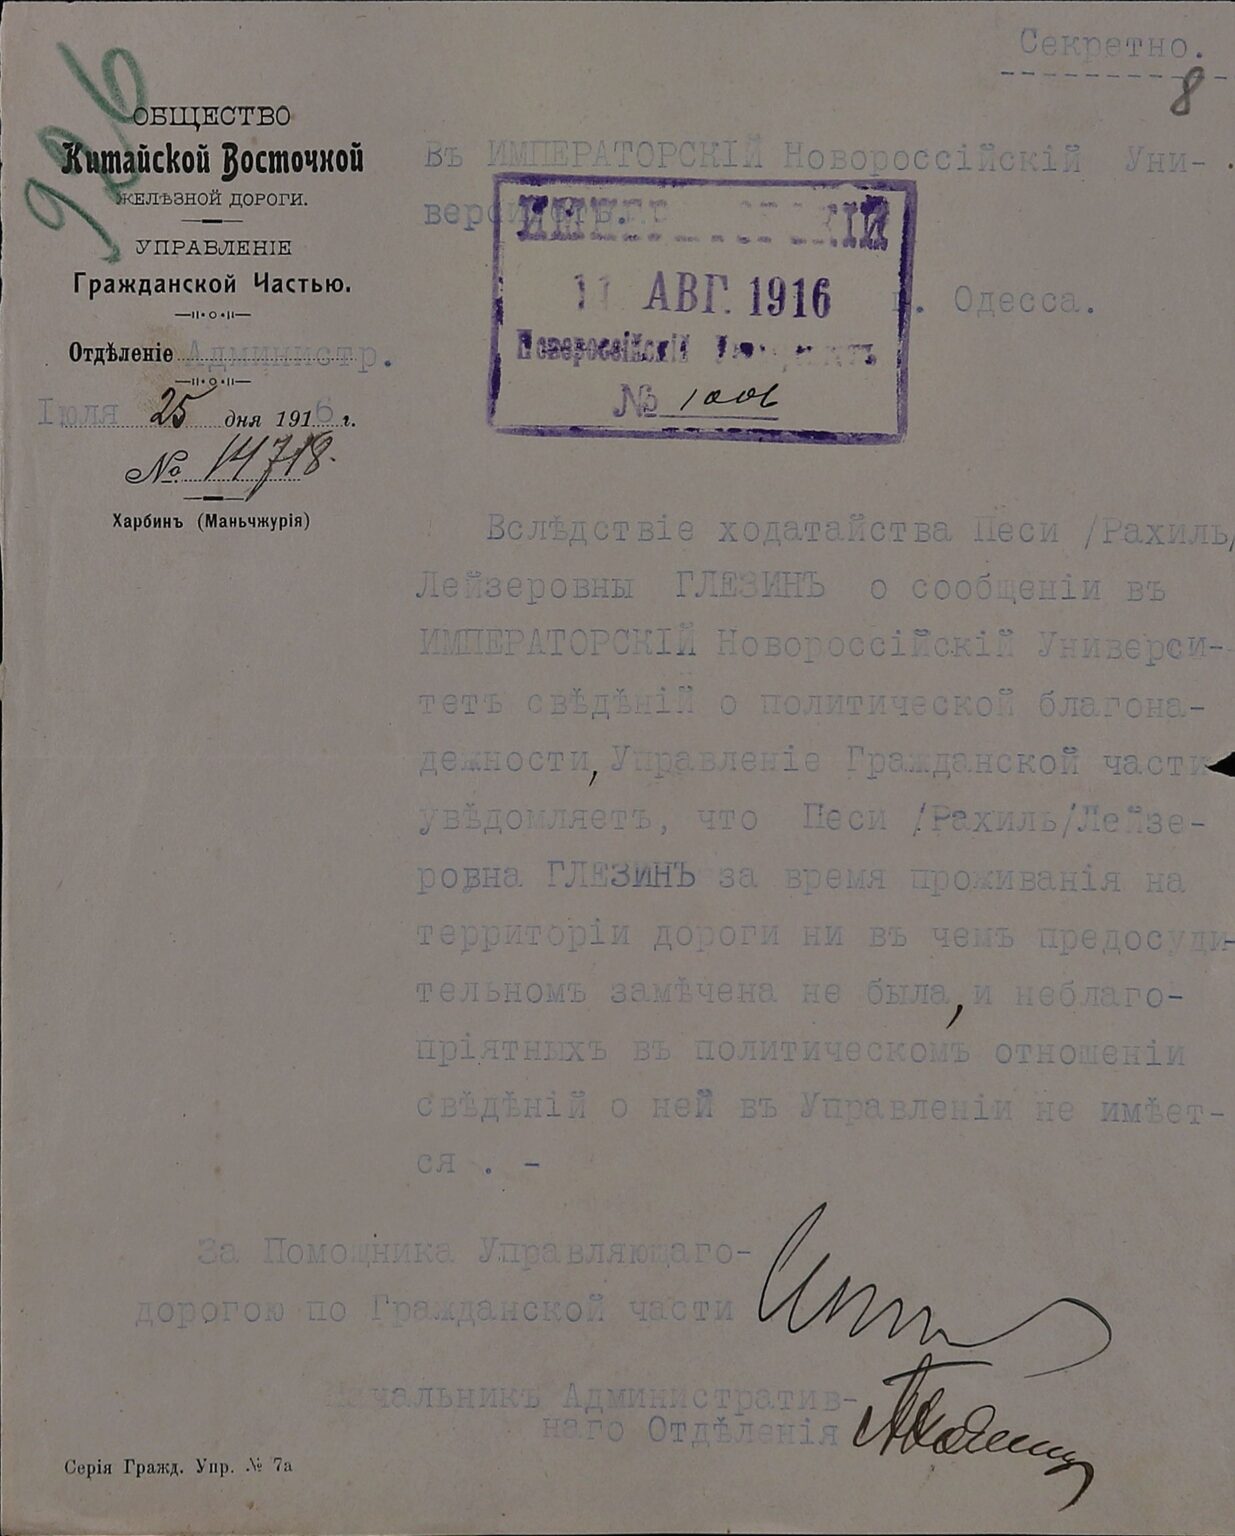 Секретно.
8
926
ОБЩЕСТВО
Китайской Восточной
ЖЕЛѢЗНОЙ ДОРОГИ.
УПРАВЛЕНІЕ
Гражданской Частью.
Отдѣленіе Администр.
Іюля 25 дня 1916 г.
№ 14718.
Харбинъ (Маньчжурія)
Въ ИМПЕРАТОРСКІЙ Новороссійскій Уни-
верситетъ.
г. Одесса.
ИМПЕРАТОРСКІЙ
11 АВГ. 1916
Новороссійскій Университетъ
№ 1006
Вслѣдствіе ходатайства Песи /Рахиль/
Лейзеровны ГЛЕЗИНЪ о сообщеніи въ
ИМПЕРАТОРСКІЙ Новороссійскій Универси-
тетъ свѣдѣній о политической благона-
дежности, Управленіе Гражданской части
увѣдомляетъ, что Песи /Рахиль/Лейзе-
ровна ГЛЕЗИНЪ за время проживанія на
территоріи дороги ни въ чемъ предосуди-
тельномъ замѣчена не была, и неблаго-
пріятныхъ въ политическомъ отношеніи
свѣдѣній о ней въ Управленіи не имѣет-
ся . -
За Помощника Управляющаго-
дорогою по Гражданской части
Начальникъ Административ-
наго Отдѣленія
Серія Гражд. Упр. № 7а